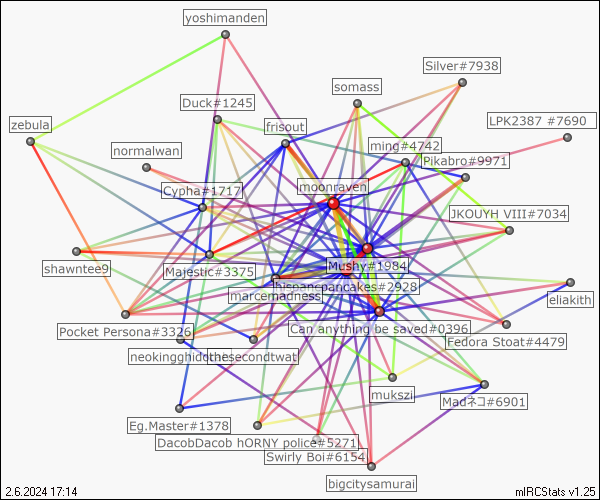 yoshimanden
Silver#7938
somass
Duck#1245
LPK2387 #7690
zebula
frisout
ming#4742
normalwan
Pikabro#9971
Cypha#1717
moonraven
JKOUYH VIII#7034
shawntee9
Majestic#3375
Mushy#1984
hispancpancakes#2928
marcemadness
eliakith
Pocket Persona#3326
Can anything be saved#0396
Fedora Stoat#4479
thesecondtwat
mukszi
Madネコ#6901
Eg.Master#1378
DacobDacob hORNY police#5271
Swirly Boi#6154
bigcitysamurai
2.6.2024 17:14
mIRCStats v1.25